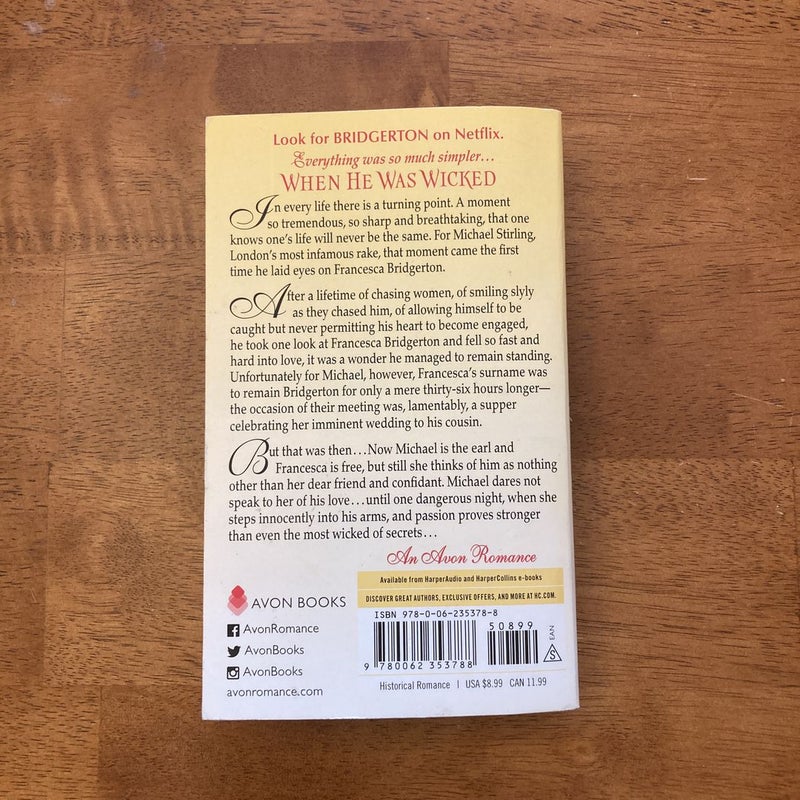 Look for BRIDGERTON on Netflix.
Everything was so much simpler...
WHEN HE WAS WICKED
In every life there is a turning point. A moment
so tremendous, so sharp and breathtaking, that one
knows one's life will never be the same. For Michael Stirling,
London's most infamous rake, that moment came the first
time he laid eyes on Francesca Bridgerton.
After a lifetime of chasing women, of smiling slyly
as they chased him, of allowing himself to be
caught but never permitting his heart to become engaged,
he took one look at Francesca Bridgerton and fell so fast and
hard into love, it was a wonder he managed to remain standing.
Unfortunately for Michael, however, Francesca's surname was
to remain Bridgerton for only a mere thirty-six hours longer—
the occasion of their meeting was, lamentably, a supper
celebrating her imminent wedding to his cousin.
But that was then...Now Michael is the earl and
Francesca is free, but still she thinks of him as nothing
other than her dear friend and confidant. Michael dares not
speak to her of his love...until one dangerous night, when she
steps innocently into his arms, and passion proves stronger
than even the most wicked of secrets...
An Avon Romance
Available from HarperAudio and HarperCollins e-books
DISCOVER GREAT AUTHORS, EXCLUSIVE OFFERS, AND MORE AT HC.COM.
AVON BOOKS
AvonRomance
AvonBooks
AvonBooks
avonromance.com
ISBN 978-0-06-235378-8
50899
9 780062 353788
S EAN
Historical Romance | USA $8.99 CAN 11.99